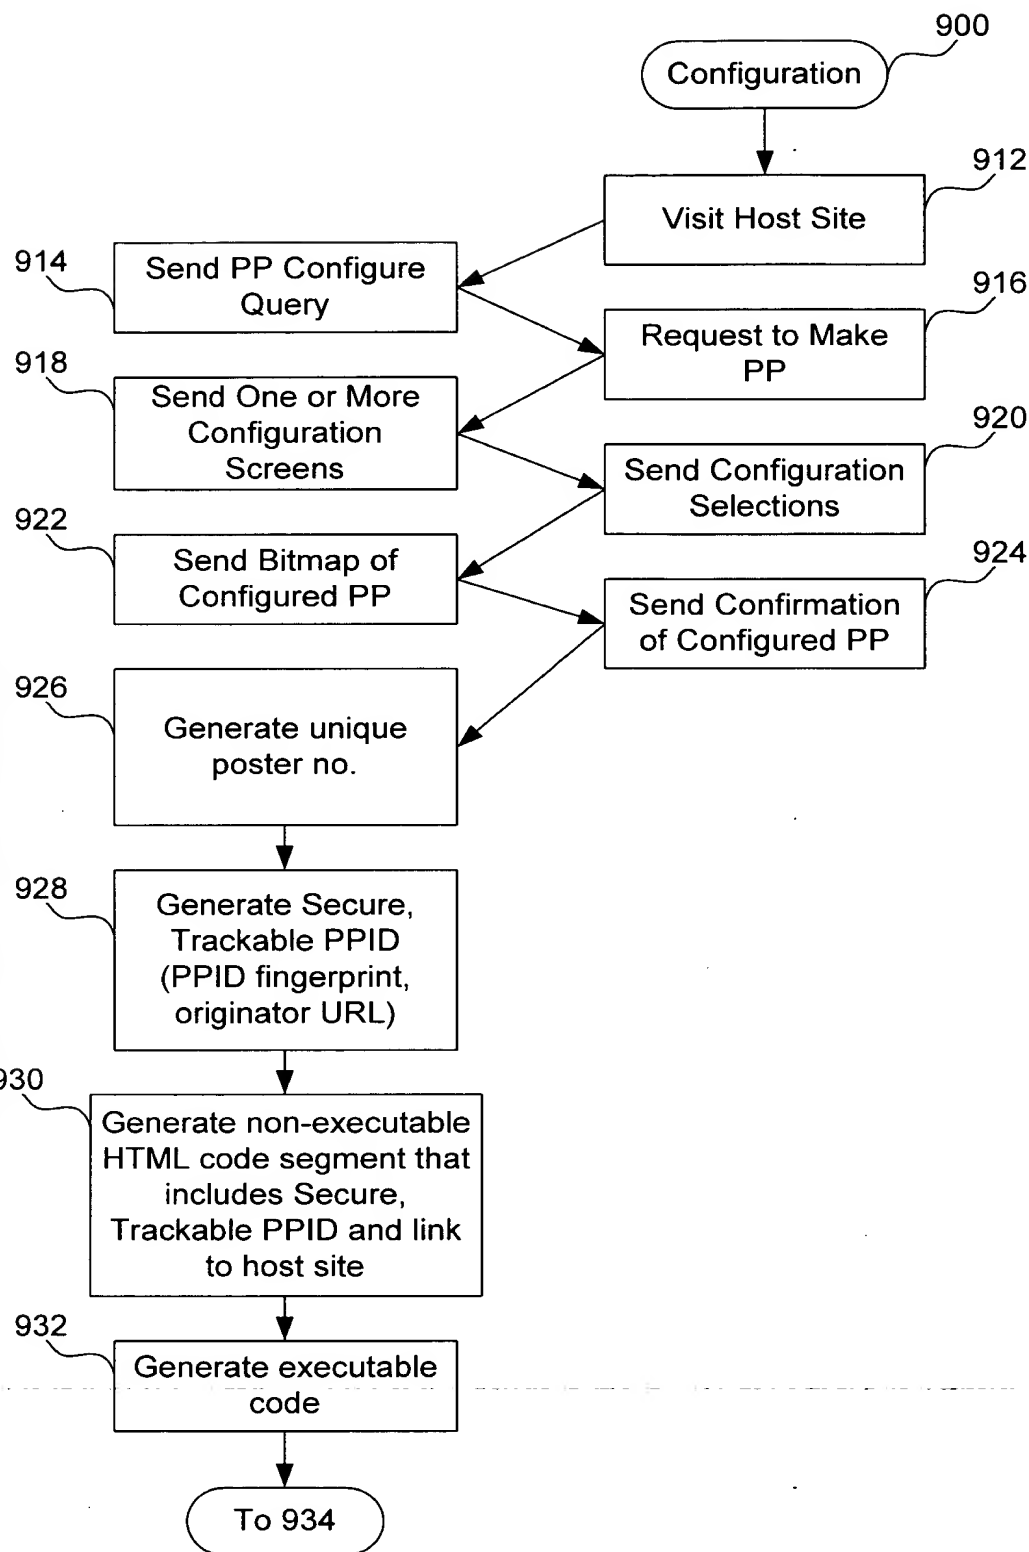 900
Configuration
912
Visit Host Site
914
Send PP Configure
Query
916
Request to Make
PP
918
Send One or More
Configuration
Screens
920
Send Configuration
Selections
922
Send Bitmap of
Configured PP
924
Send Confirmation
of Configured PP
926
Generate unique
poster no.
928
Generate Secure,
Trackable PPID
(PPID fingerprint,
originator URL)
930
Generate non-executable
HTML code segment that
includes Secure,
Trackable PPID and link
to host site
932
Generate executable
code
To 934